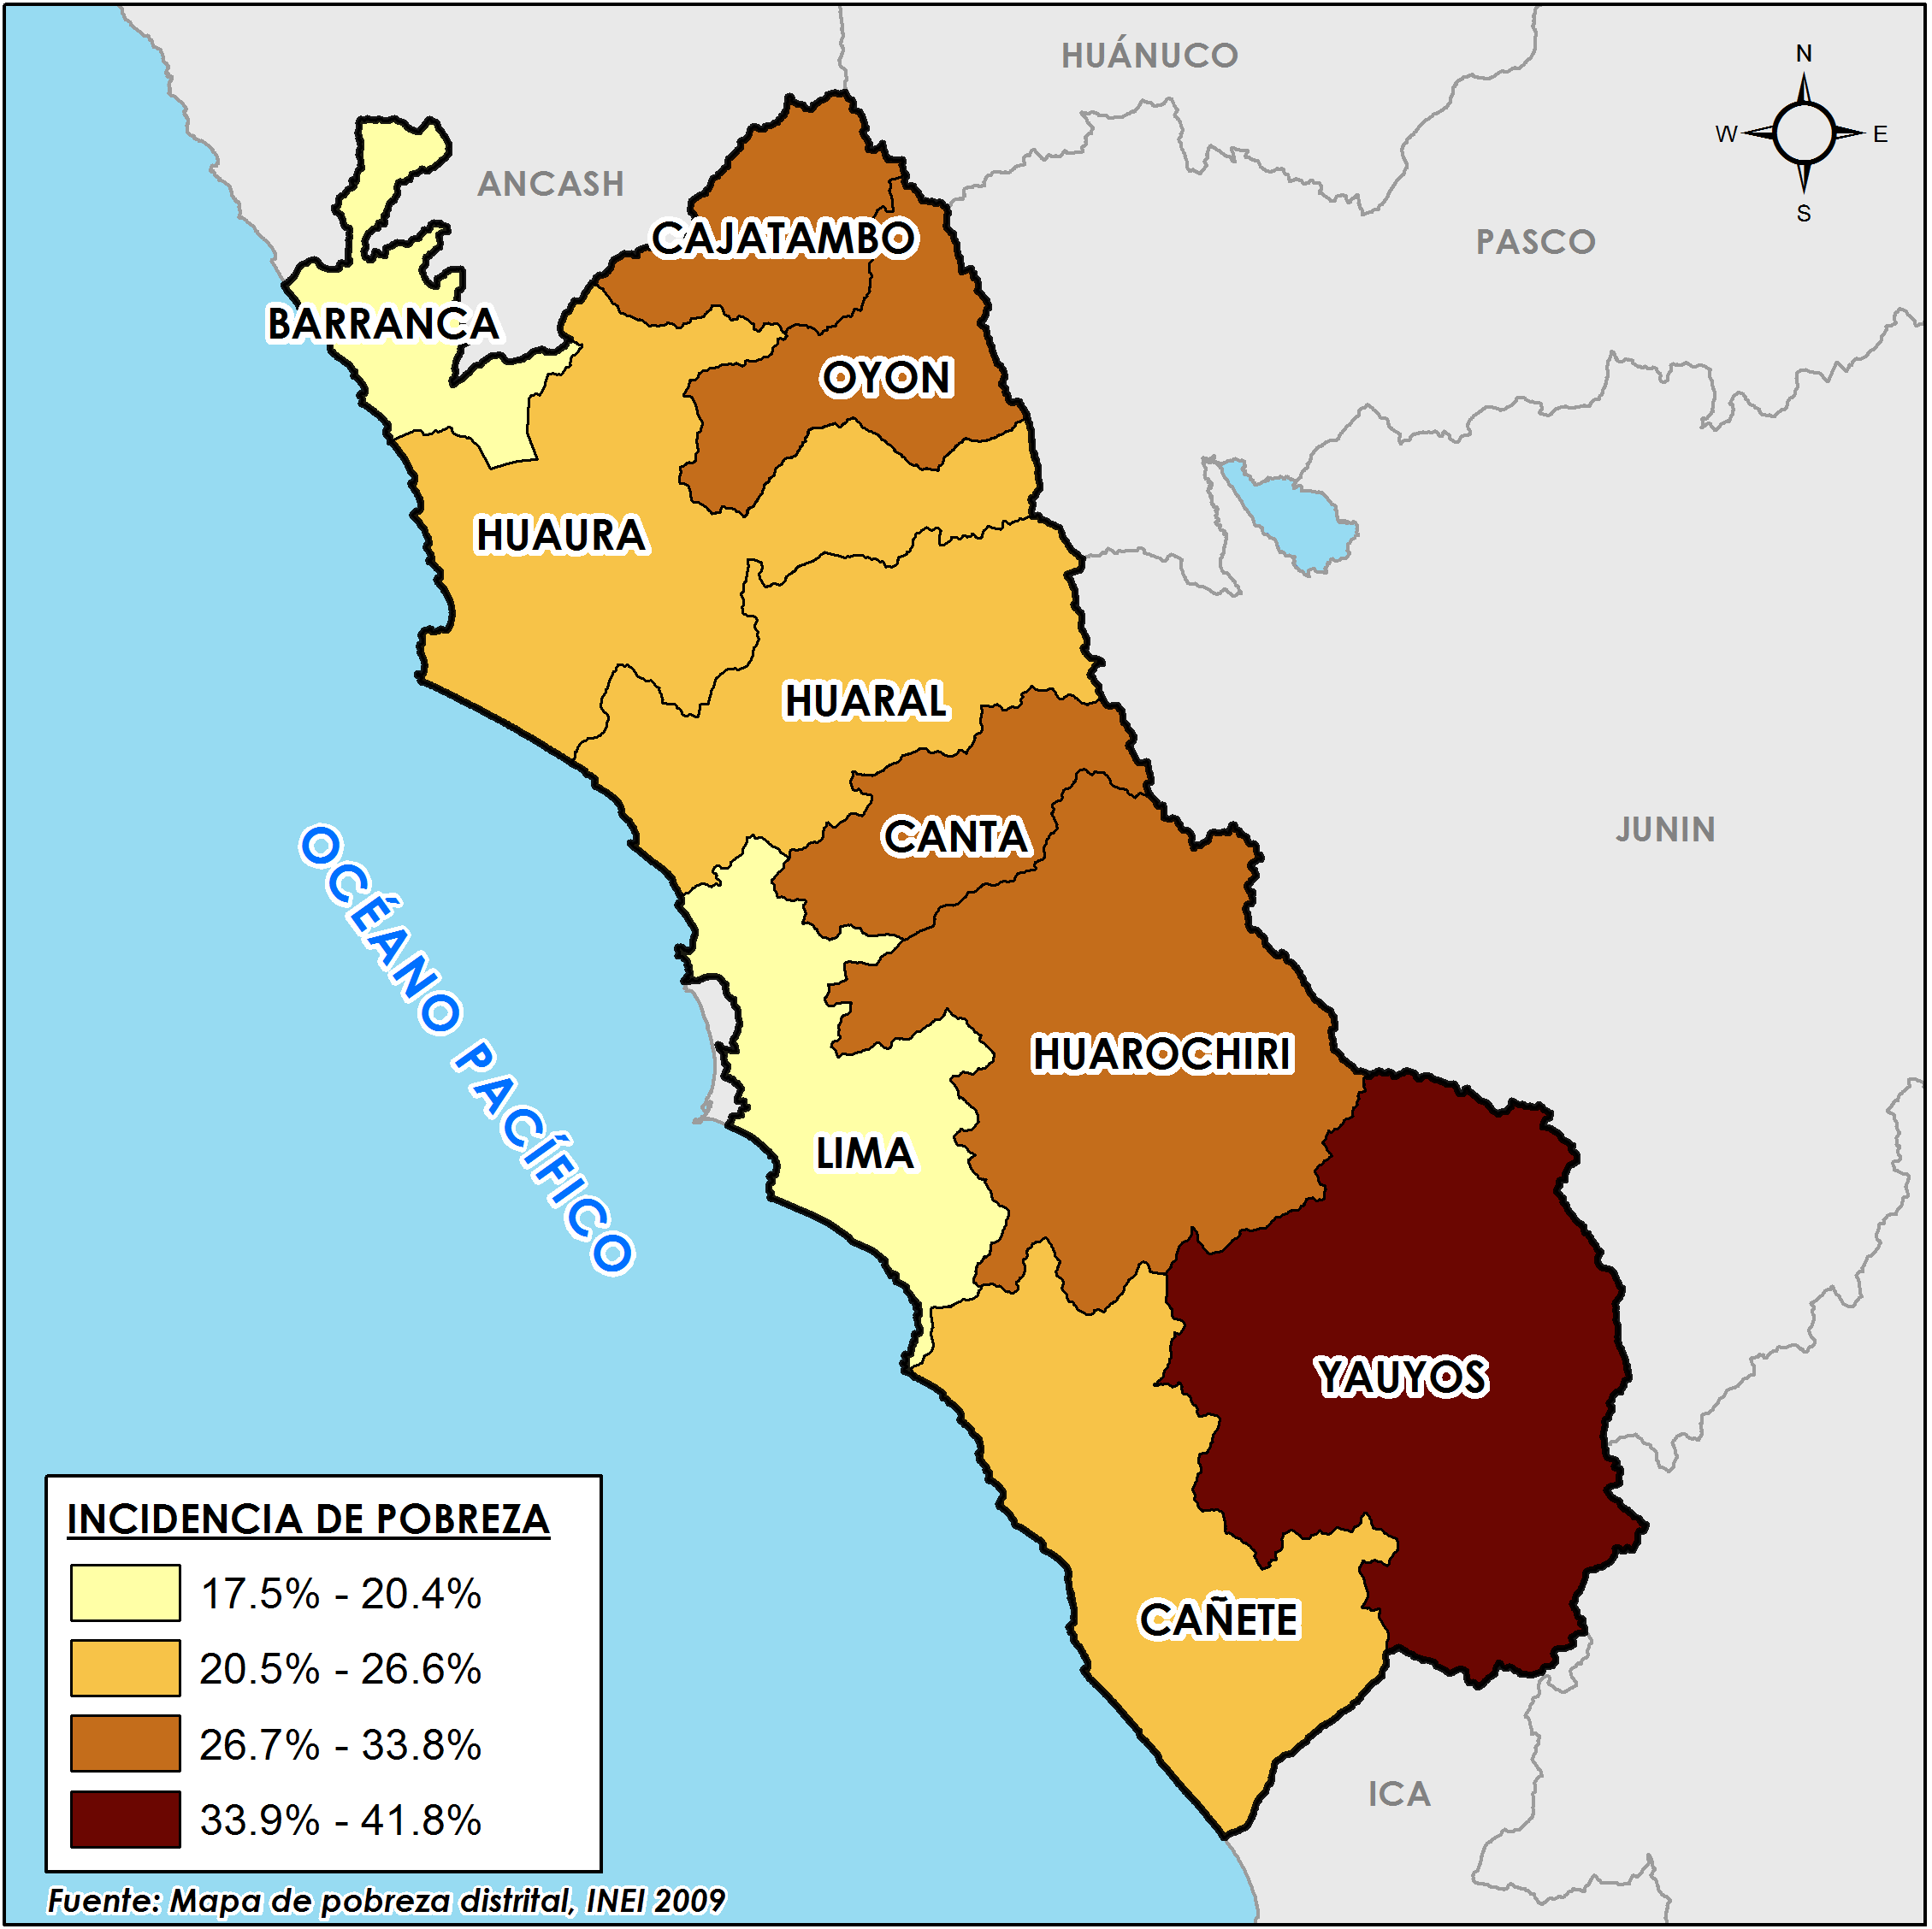 HUÁNUCO
N
W
E
S
ANCASH
CAJATAMBO
PASCO
BARRANCA
OYON
HUAURA
HUARAL
CANTA
JUNIN
OCÉANO PACÍFICO
HUAROCHIRI
LIMA
YAUYOS
CAÑETE
ICA
INCIDENCIA DE POBREZA
17.5% - 20.4%
20.5% - 26.6%
26.7% - 33.8%
33.9% - 41.8%
Fuente: Mapa de pobreza distrital, INEI 2009